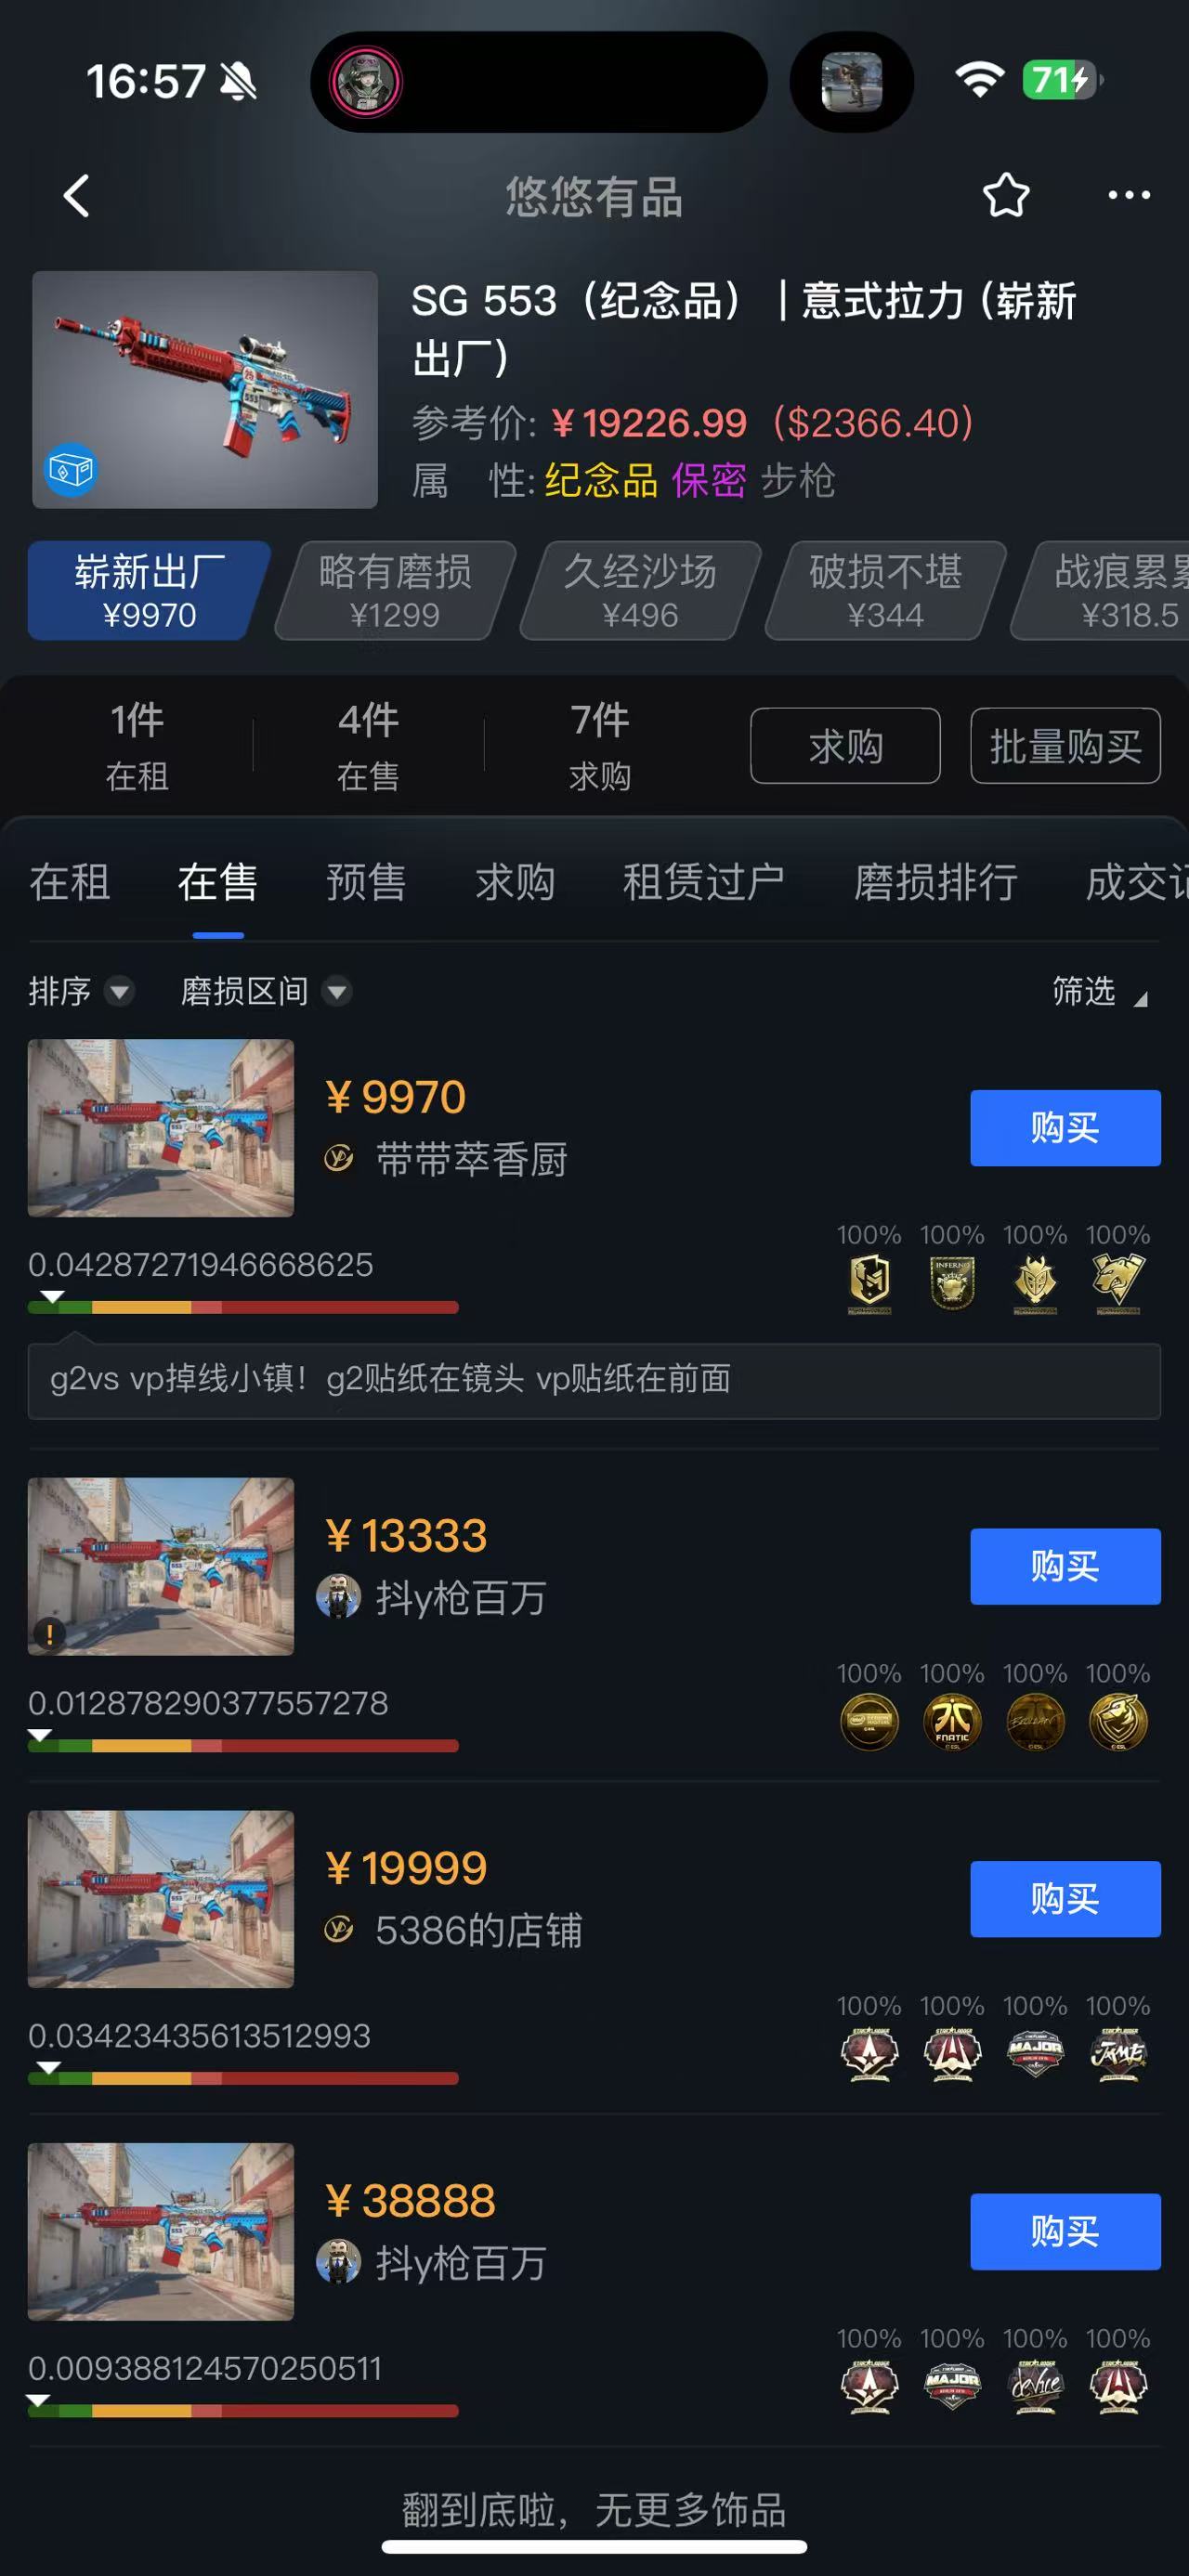 16:57
71
悠悠有品
SG 553（纪念品） | 意式拉力 (崭新
出厂)
参考价: ¥19226.99 ($2366.40)
属 性: 纪念品 保密 步枪
崭新出厂 略有磨损 久经沙场 破损不堪 战痕累累
¥9970 ¥1299 ¥496 ¥344 ¥318.5
1件 4件 7件
在租 在售 求购
求购 批量购买
在租 在售 预售 求购 租赁过户 磨损排行 成交记
排序 磨损区间 筛选
¥9970
带带萃香厨
购买
100% 100% 100% 100%
INFERNO
0.04287271946668625
g2vs vp掉线小镇！g2贴纸在镜头 vp贴纸在前面
¥13333
抖y枪百万
购买
100% 100% 100% 100%
FNATIC
0.012878290377557278
¥19999
5386的店铺
购买
100% 100% 100% 100%
MAJOR
JAME
0.03423435613512993
¥38888
抖y枪百万
购买
100% 100% 100% 100%
MAJOR
device
0.009388124570250511
翻到底啦，无更多饰品